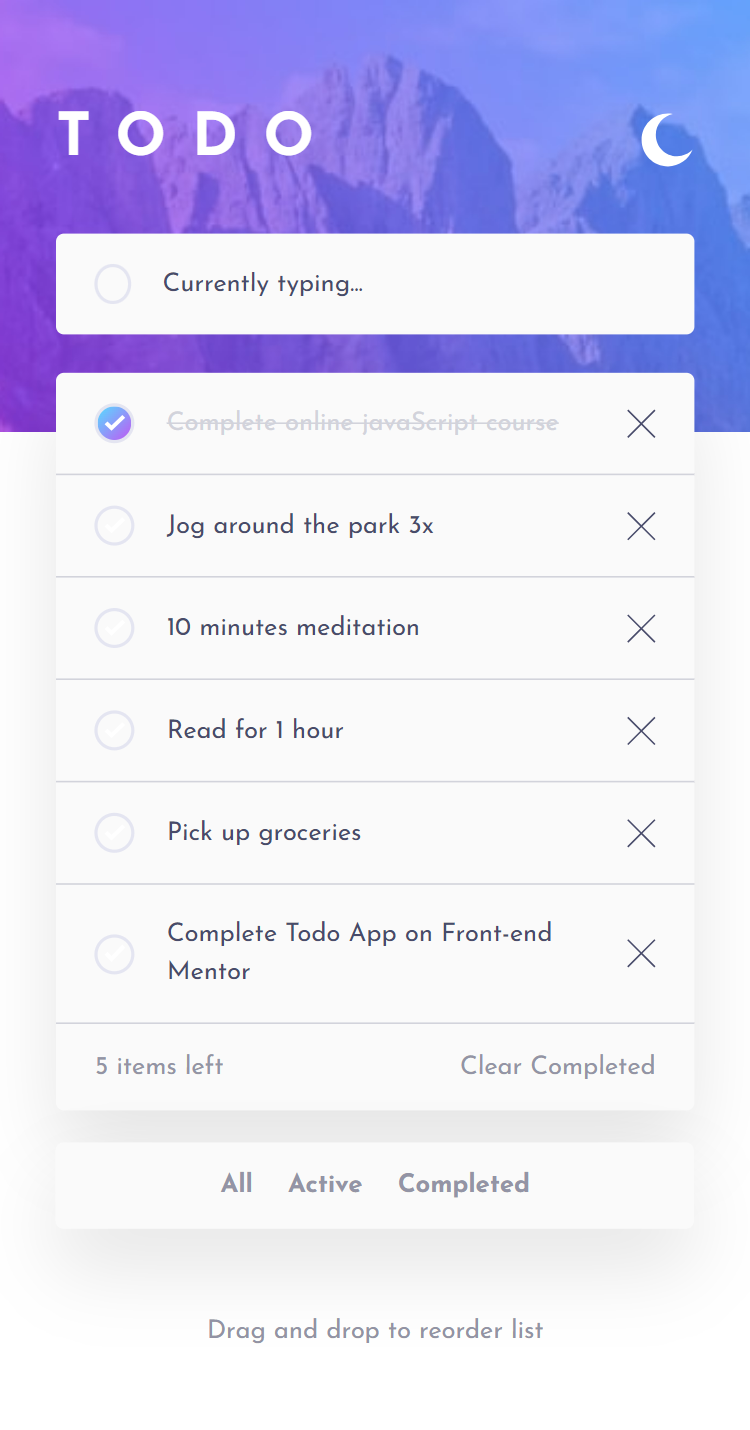 TODO
Currently typing...
Complete online javaScript course
Jog around the park 3x
10 minutes meditation
Read for 1 hour
Pick up groceries
Complete Todo App on Front-end
Mentor
5 items left Clear Completed
All Active Completed
Drag and drop to reorder list